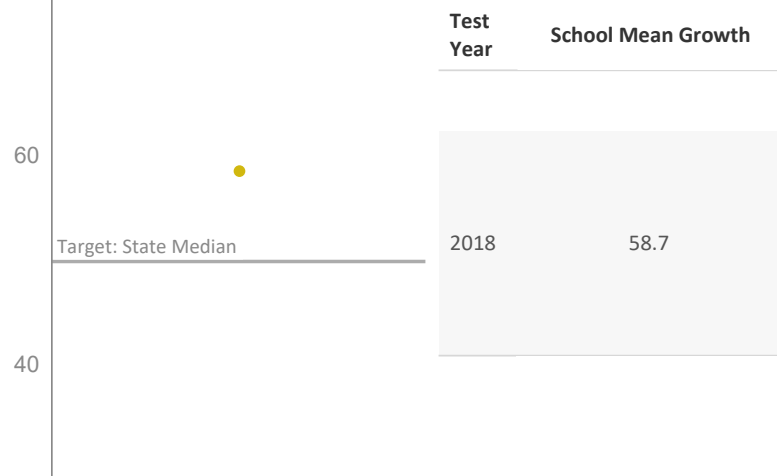 60
Target: State Median
40
Test
Year
School Mean Growth
2018 58.7